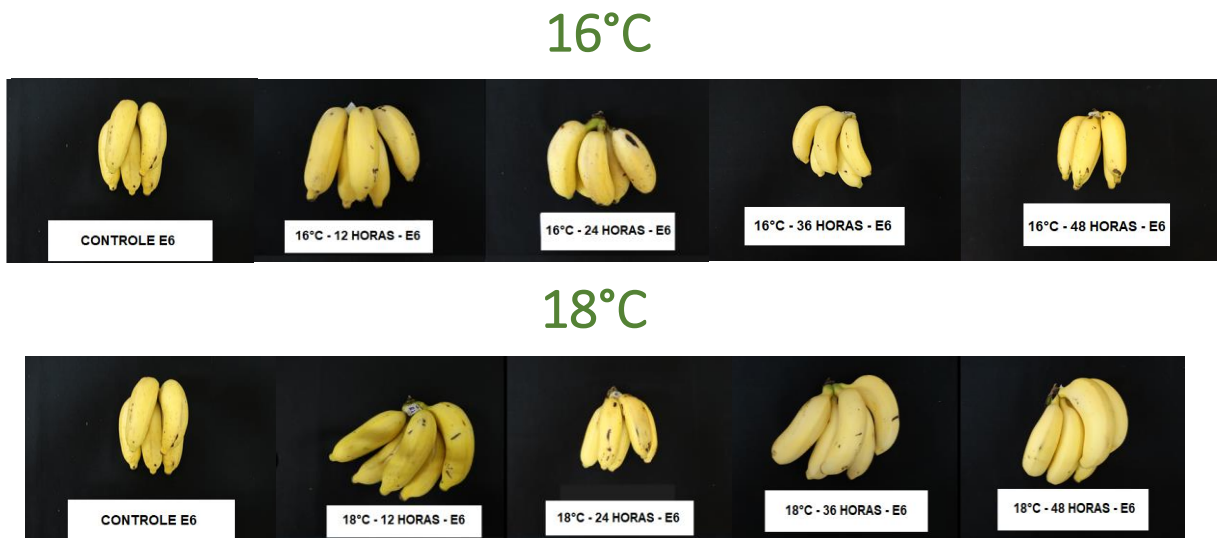 16°C
CONTROLE E6
16°C - 12 HORAS - E6
16°C - 24 HORAS - E6
16°C - 36 HORAS - E6
16°C - 48 HORAS - E6
18°C
CONTROLE E6
18°C - 12 HORAS - E6
18°C - 24 HORAS - E6
18°C - 36 HORAS - E6
18°C - 48 HORAS - E6